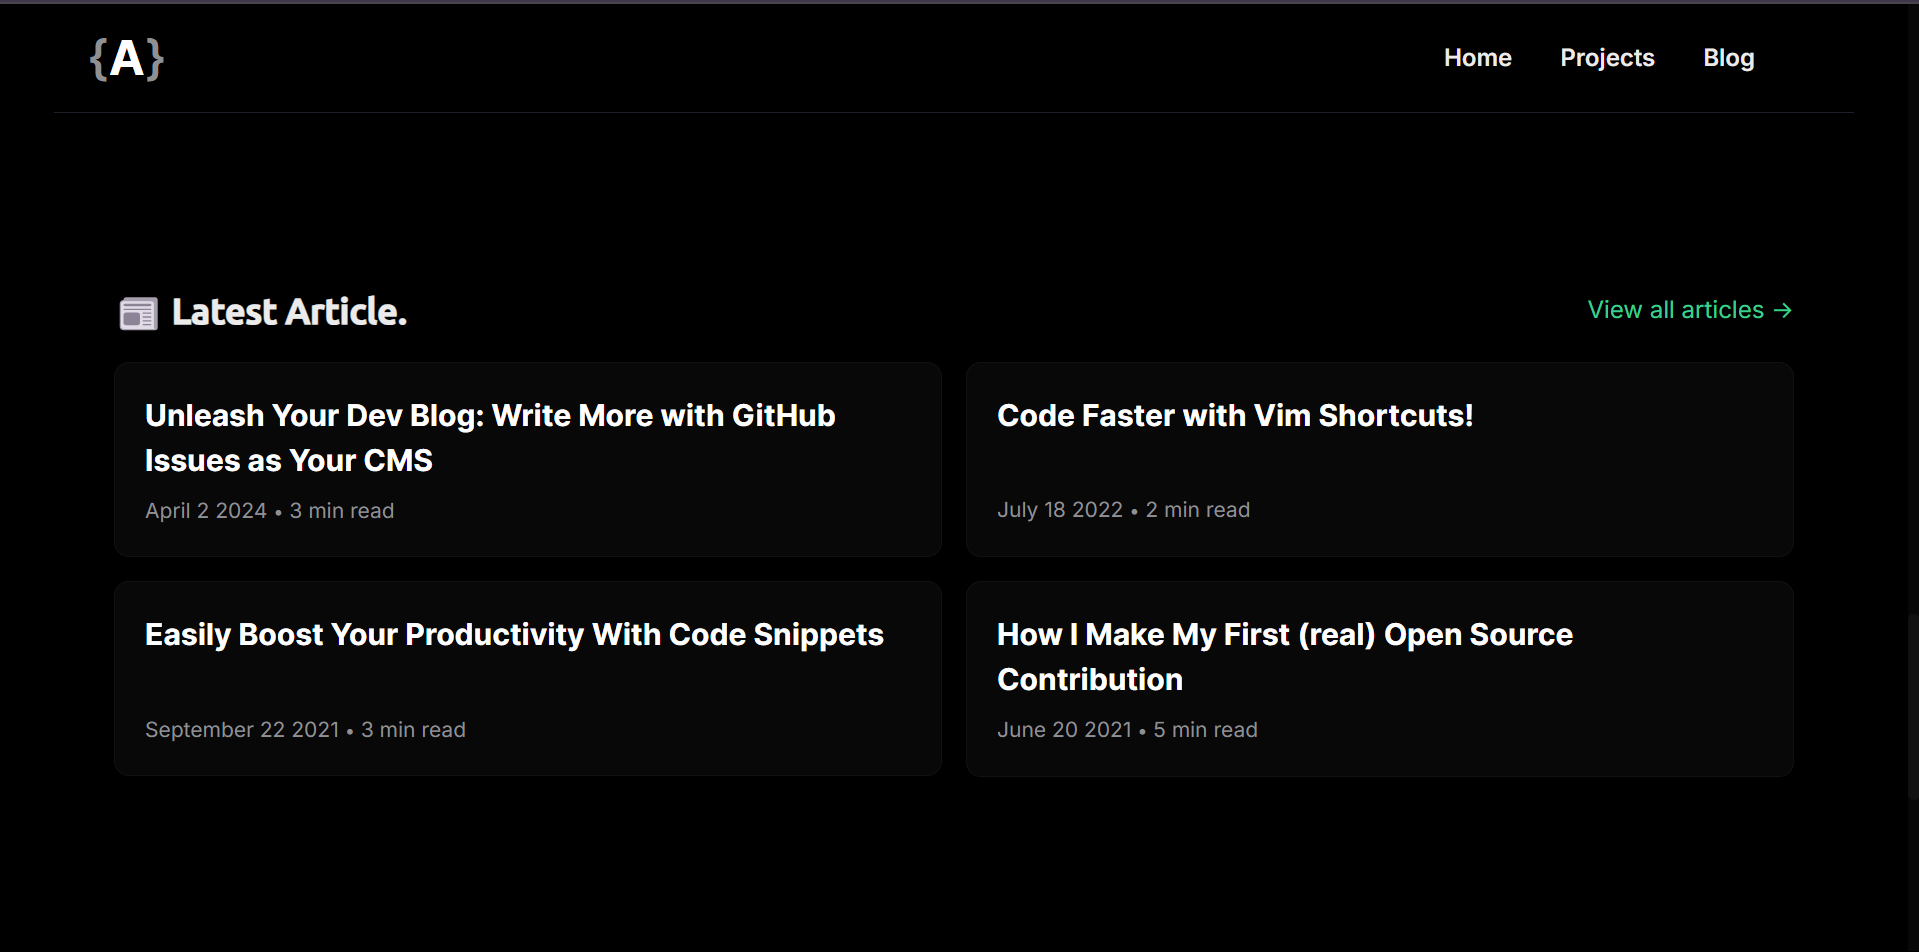 {A}
Home Projects Blog
Latest Article.
View all articles →
Unleash Your Dev Blog: Write More with GitHub
Issues as Your CMS
April 2 2024 • 3 min read
Code Faster with Vim Shortcuts!
July 18 2022 • 2 min read
Easily Boost Your Productivity With Code Snippets
September 22 2021 • 3 min read
How I Make My First (real) Open Source
Contribution
June 20 2021 • 5 min read